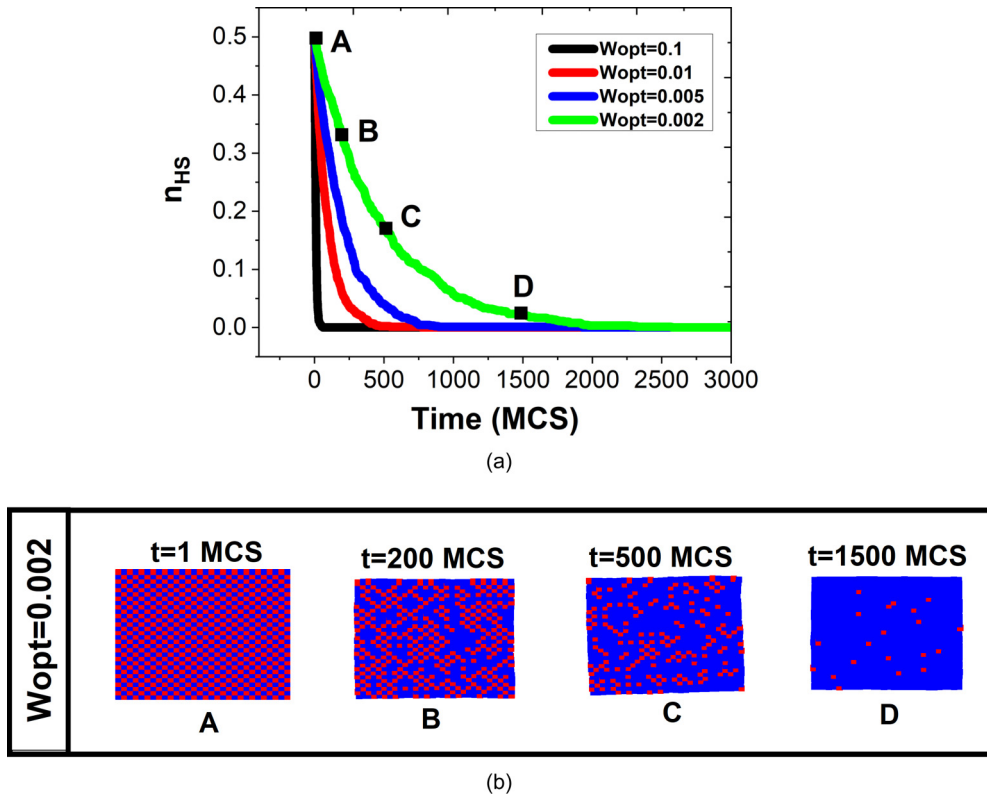 0.5
0.4
0.3
0.2
0.1
0.0
n_HS
A
B
C
D
Wopt=0.1
Wopt=0.01
Wopt=0.005
Wopt=0.002
0 500 1000 1500 2000 2500 3000
Time (MCS)
(a)
Wopt=0.002
t=1 MCS t=200 MCS t=500 MCS t=1500 MCS
A B C D
(b)